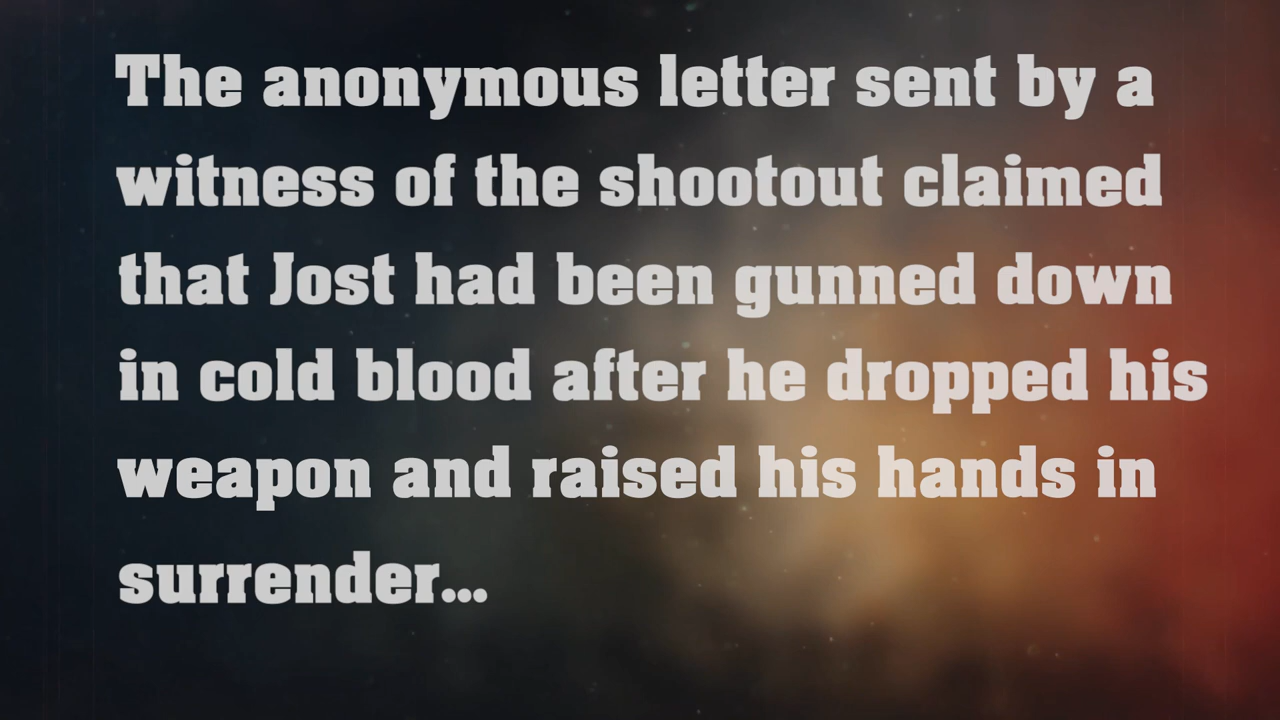 The anonymous letter sent by a
witness of the shootout claimed
that Jost had been gunned down
in cold blood after he dropped his
weapon and raised his hands in
surrender...